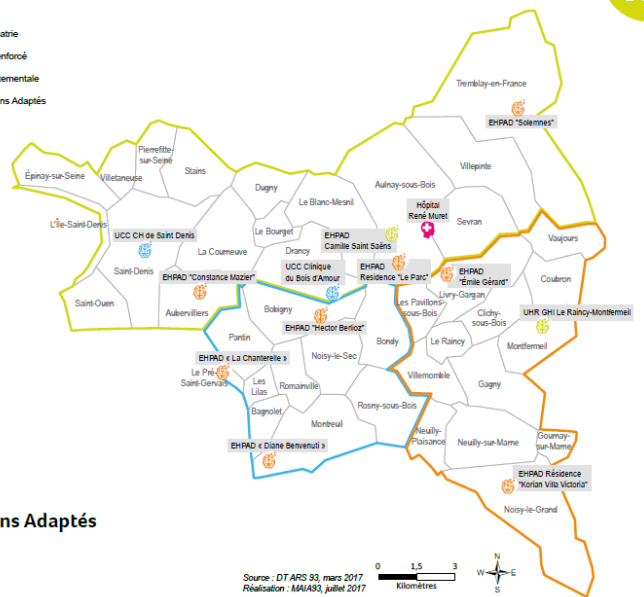 atrie
enforcé
tementale
ns Adaptés
Tremblay-en-France
EHPAD "Solemnes"
Pierrefitte-
sur-Seine
Épinay-sur-Seine
Villetaneuse
Stains
Villepinte
Dugny
Aulnay-sous-Bois
Le Blanc-Mesnil
Hôpital
René Muret
L'Île-Saint-Denis
Sevran
UCC CH de Saint Denis
Le Bourget
EHPAD
Camille Saint Saëns
Vaujours
La Courneuve
Drancy
Saint-Denis
UCC Clinique
du Bois d'Amour
EHPAD
Residence "Le Parc"
EHPAD
"Émile Gérard"
Coubron
EHPAD "Constance Mazier"
Livry-Gargan
Saint-Ouen
Aubervilliers
Bobigny
Les Pavillons-
sous-Bois
Clichy-
sous-Bois
UHR GHI Le Raincy-Montfermeil
EHPAD "Hector Berlioz"
Pantin
Bondy
Le Raincy
Montfermeil
EHPAD « La Chanterelle »
Noisy-le-Sec
Le Pré-
Saint-Gervais
Villemomble
Les
Lilas
Romainville
Gagny
Bagnolet
Rosny-sous-Bois
Montreuil
Neuilly-
Plaisance
Neuilly-sur-Marne
Gournay-
sur-Marne
EHPAD « Diane Benvenuti »
EHPAD Résidence
"Korian Villa Victoria"
Noisy-le-Grand
ns Adaptés
Source : DT ARS 93, mars 2017
Réalisation : MAIA93, juillet 2017
0 1,5 3
Kilomètres
N
W E
S